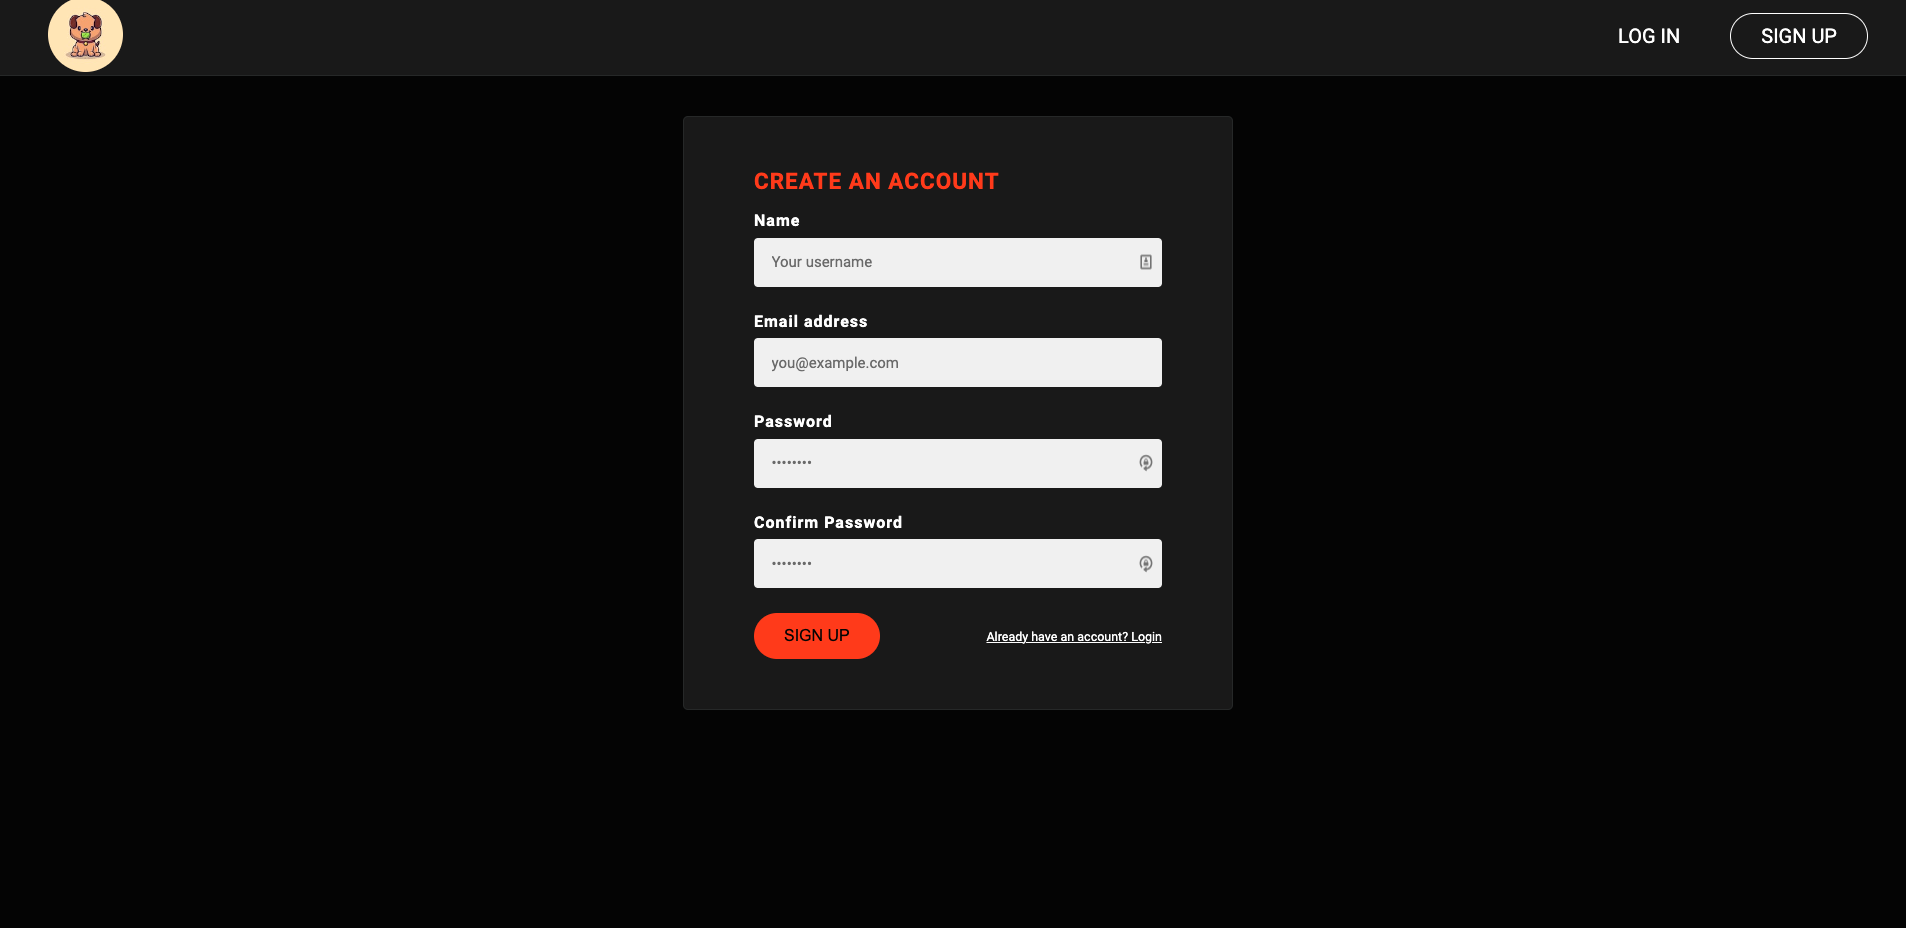 LOG IN
SIGN UP
CREATE AN ACCOUNT
Name
Your username
Email address
you@example.com
Password
••••••••
Confirm Password
••••••••
SIGN UP
Already have an account? Login